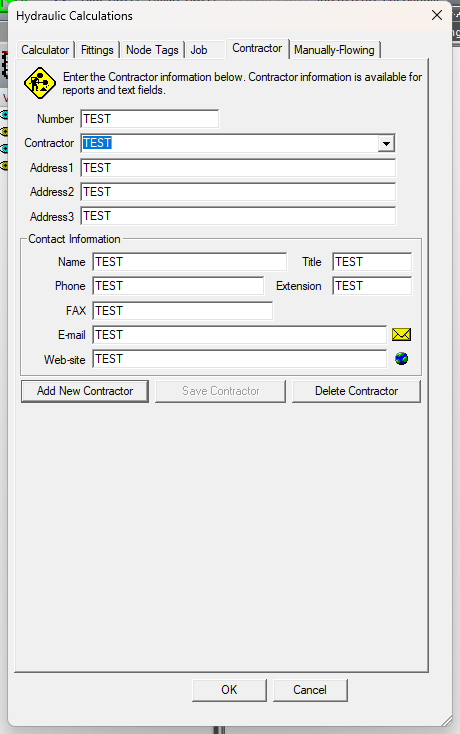 Hydraulic Calculations
Calculator Fittings Node Tags Job Contractor Manually-Flowing
Enter the Contractor information below. Contractor information is available for
reports and text fields.
Number TEST
Contractor TEST
Address1 TEST
Address2 TEST
Address3 TEST
Contact Information
Name TEST Title TEST
Phone TEST Extension TEST
FAX TEST
E-mail TEST
Web-site TEST
Add New Contractor Save Contractor Delete Contractor
OK Cancel